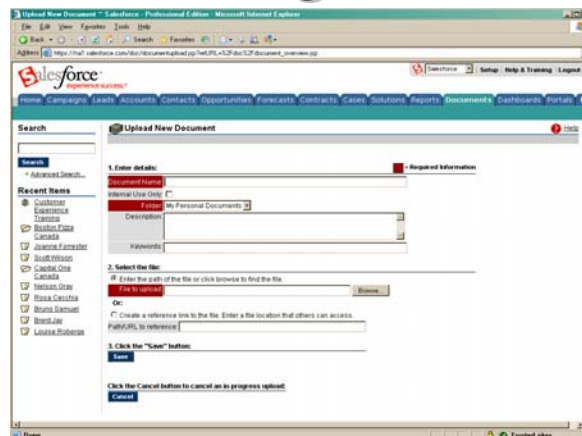 Upload New Document ~ Salesforce - Professional Edition - Microsoft Internet Explorer
File Edit View Favorites Tools Help
Back Search Favorites
Address
salesforce
experience success.
Salesforce Setup Help & Training Logout
Home Campaigns Leads Accounts Contacts Opportunities Forecasts Contracts Cases Solutions Reports Documents Dashboards Portals
Search
Search
Advanced Search...
Recent Items
Customer
Experience
Training
Boston Pizza
Canada
Joanne Forrester
Scott Wilson
Capital One
Canada
Nelson Gray
Rosa Cecchia
Bruno Samuel
Brent Jay
Louise Roberge
Upload New Document
Help
1. Enter details:
= Required Information
Document Name
Internal Use Only
Folder My Personal Documents
Description
Keywords
2. Select the file:
Enter the path of the file or click browse to find the file.
File to upload Browse...
Or:
Create a reference link to the file. Enter a file location that others can access.
Path/URL to reference
3. Click the "Save" button:
Save
Click the Cancel button to cancel an in-progress upload:
Cancel
Done
Trusted sites